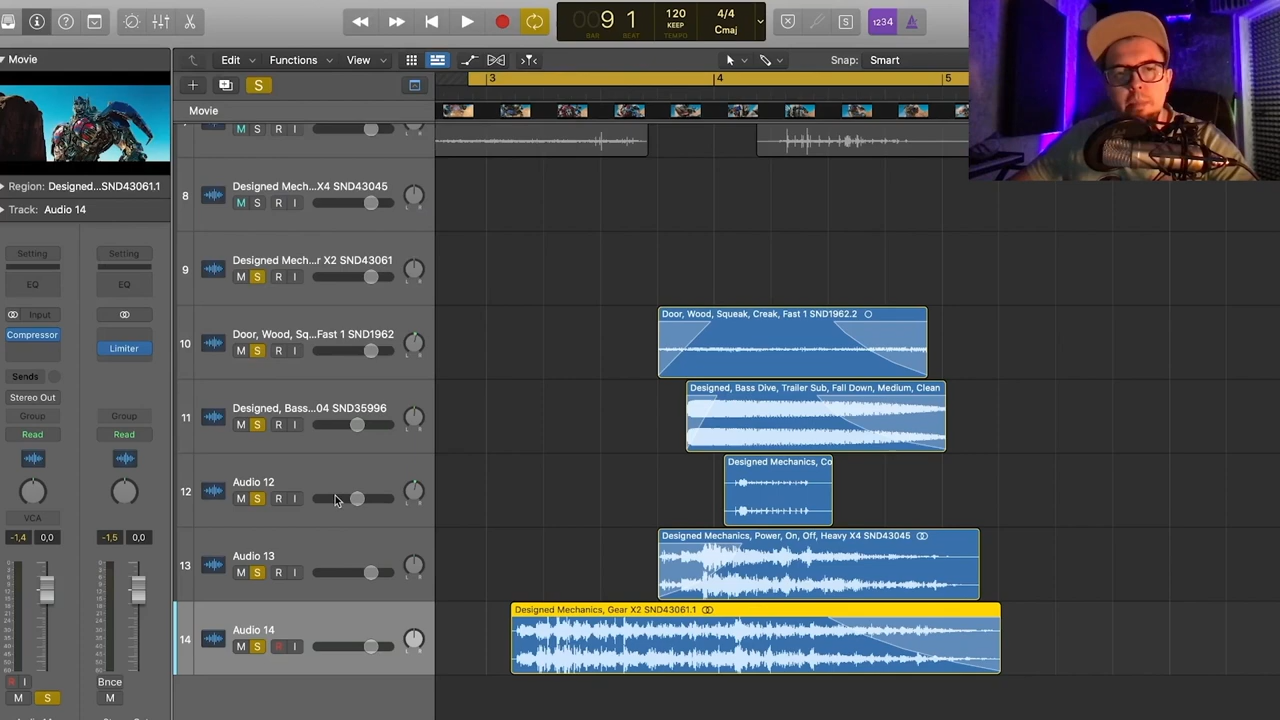 9 1
BAR BEAT
120
KEEP
TEMPO
4/4
Cmaj
S
1234
Movie
Edit
Functions
View
Snap: Smart
S
3
4
5
Movie
M S R I
8
Designed Mech...X4 SND43045
M S R I
Region: Designed...SND43061.1
Track: Audio 14
9
Designed Mech...r X2 SND43061
M S R I
Setting
Setting
EQ
EQ
Input
Compressor
Limiter
Sends
Stereo Out
Group
Group
Read
Read
VCA
-1,4
0,0
-1,5
0,0
R I
Bnce
M
S
M
10
Door, Wood, Sq...Fast 1 SND1962
M S R I
Door, Wood, Squeak, Creak, Fast 1 SND1962.2
11
Designed, Bass...04 SND35996
M S R I
Designed, Bass Dive, Trailer Sub, Fall Down, Medium, Clean
12
Audio 12
M S R I
Designed Mechanics, Co
13
Audio 13
M S R I
Designed Mechanics, Power, On, Off, Heavy X4 SND43045
14
Audio 14
M S R I
Designed Mechanics, Gear X2 SND43061.1